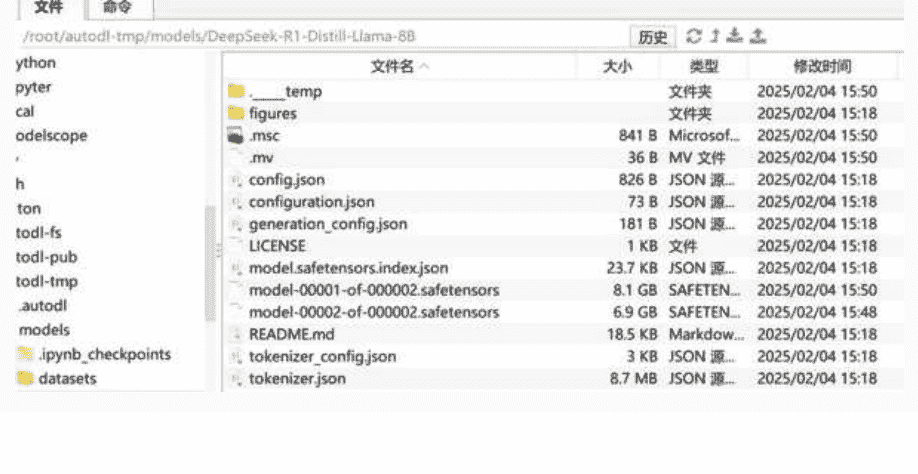 文件 命令
/root/autodl-tmp/models/DeepSeek-R1-Distill-Llama-8B 历史
ython
pyter
cal
odelscope
h
ton
todl-fs
todl-pub
todl-tmp
.autodl
models
.ipynb_checkpoints
datasets
文件名 大小 类型 修改时间
.____temp 文件夹 2025/02/04 15:50
figures 文件夹 2025/02/04 15:18
.msc 841 B Microsof... 2025/02/04 15:50
.mv 36 B MV 文件 2025/02/04 15:50
config.json 826 B JSON 源... 2025/02/04 15:18
configuration.json 73 B JSON 源... 2025/02/04 15:18
generation_config.json 181 B JSON 源... 2025/02/04 15:18
LICENSE 1 KB 文件 2025/02/04 15:18
model.safetensors.index.json 23.7 KB JSON 源... 2025/02/04 15:18
model-00001-of-000002.safetensors 8.1 GB SAFETEN... 2025/02/04 15:50
model-00002-of-000002.safetensors 6.9 GB SAFETEN... 2025/02/04 15:48
README.md 18.5 KB Markdow... 2025/02/04 15:18
tokenizer_config.json 3 KB JSON 源... 2025/02/04 15:18
tokenizer.json 8.7 MB JSON 源... 2025/02/04 15:18